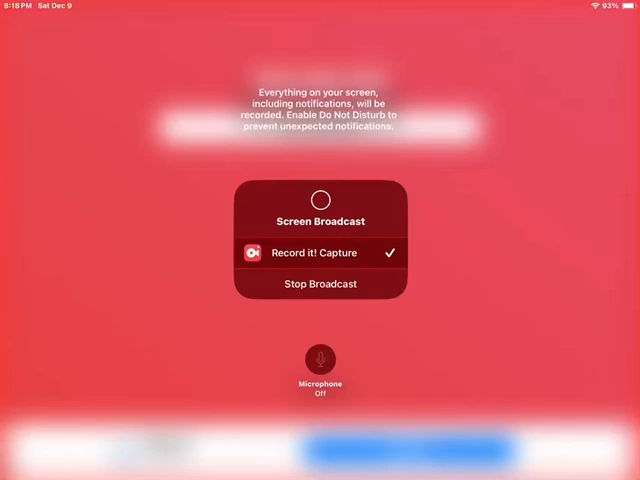 8:18 PM Sat Dec 9
93%
Everything on your screen,
including notifications, will be
recorded. Enable Do Not Disturb to
prevent unexpected notifications.
Screen Broadcast
Record it! Capture
Stop Broadcast
Microphone
Off